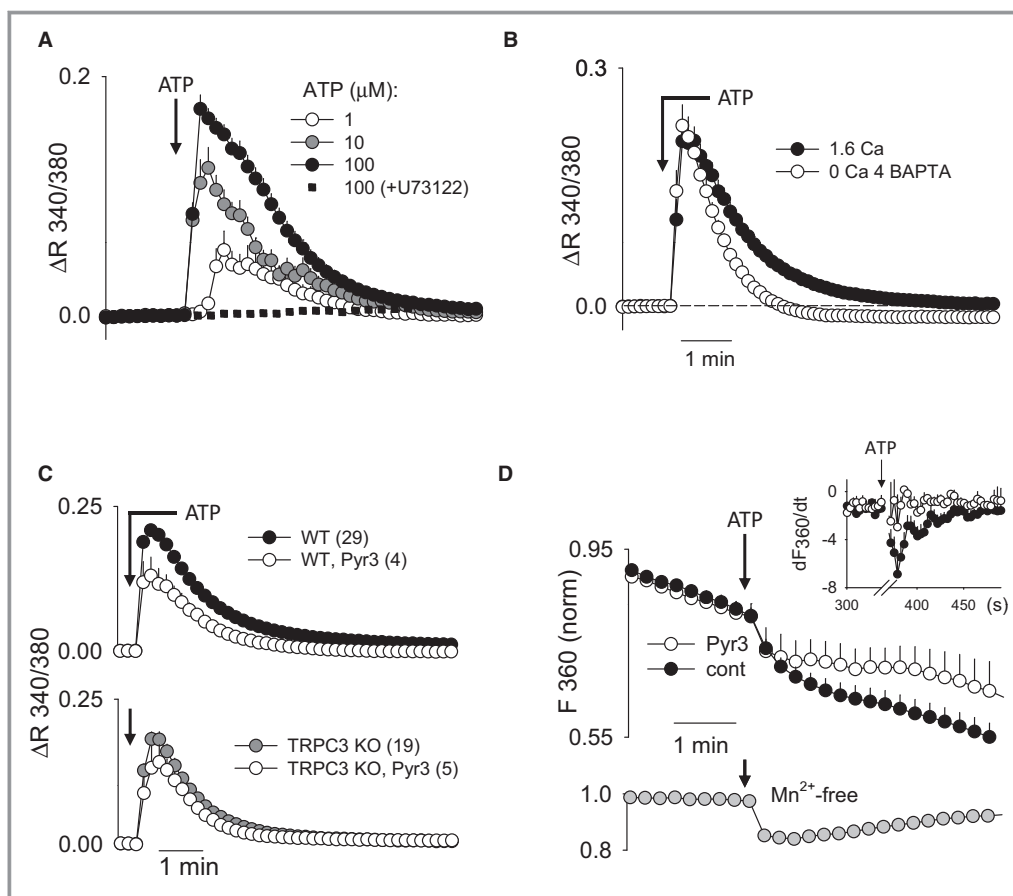 A
0.2
ΔR 340/380
0.0
ATP
ATP (μM):
1
10
100
100 (+U73122)
B
0.3
ΔR 340/380
0.0
ATP
1.6 Ca
0 Ca 4 BAPTA
1 min
C
0.25
ATP
WT (29)
WT, Pyr3 (4)
0.00
ΔR 340/380
0.25
TRPC3 KO (19)
TRPC3 KO, Pyr3 (5)
0.00
1 min
D
ATP
0
-4
-8
dF360/dt
300
400
450
(s)
ATP
0.95
F 360 (norm)
Pyr3
cont
1 min
0.55
1.0
Mn²⁺-free
0.8